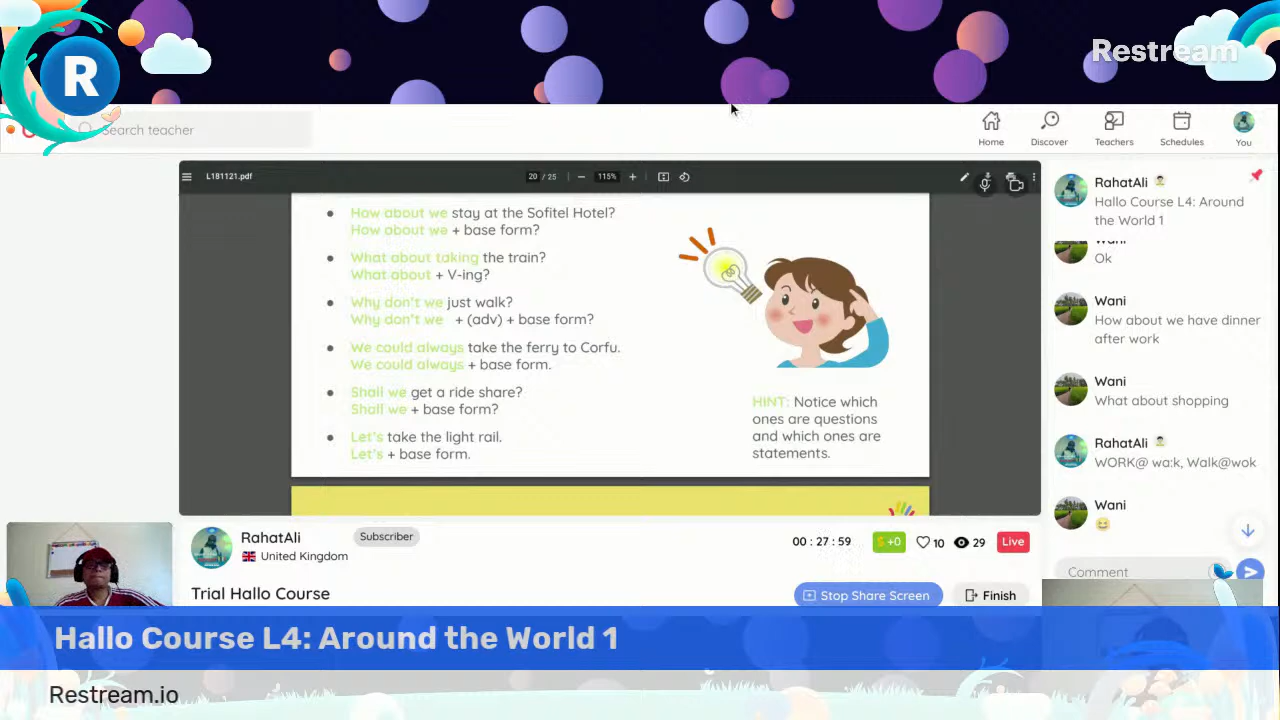 R
Restream
Search teacher
Home
Discover
Teachers
Schedules
You
L181121.pdf
20 / 25
115%
How about we stay at the Sofitel Hotel?
How about we + base form?
What about taking the train?
What about + V-ing?
Why don't we just walk?
Why don't we + (adv) + base form?
We could always take the ferry to Corfu.
We could always + base form.
Shall we get a ride share?
Shall we + base form?
Let's take the light rail.
Let's + base form.
HINT: Notice which
ones are questions
and which ones are
statements.
RahatAli
Hallo Course L4: Around the
World 1
Wani
Ok
Wani
How about we have dinner
after work
Wani
What about shopping
RahatAli
WORK@ wa:k, Walk@wok
Wani
Comment
RahatAli
Subscriber
United Kingdom
00 : 27 : 59
$ +0
10
29
Live
Trial Hallo Course
Stop Share Screen
Finish
Hallo Course L4: Around the World 1
Restream.io